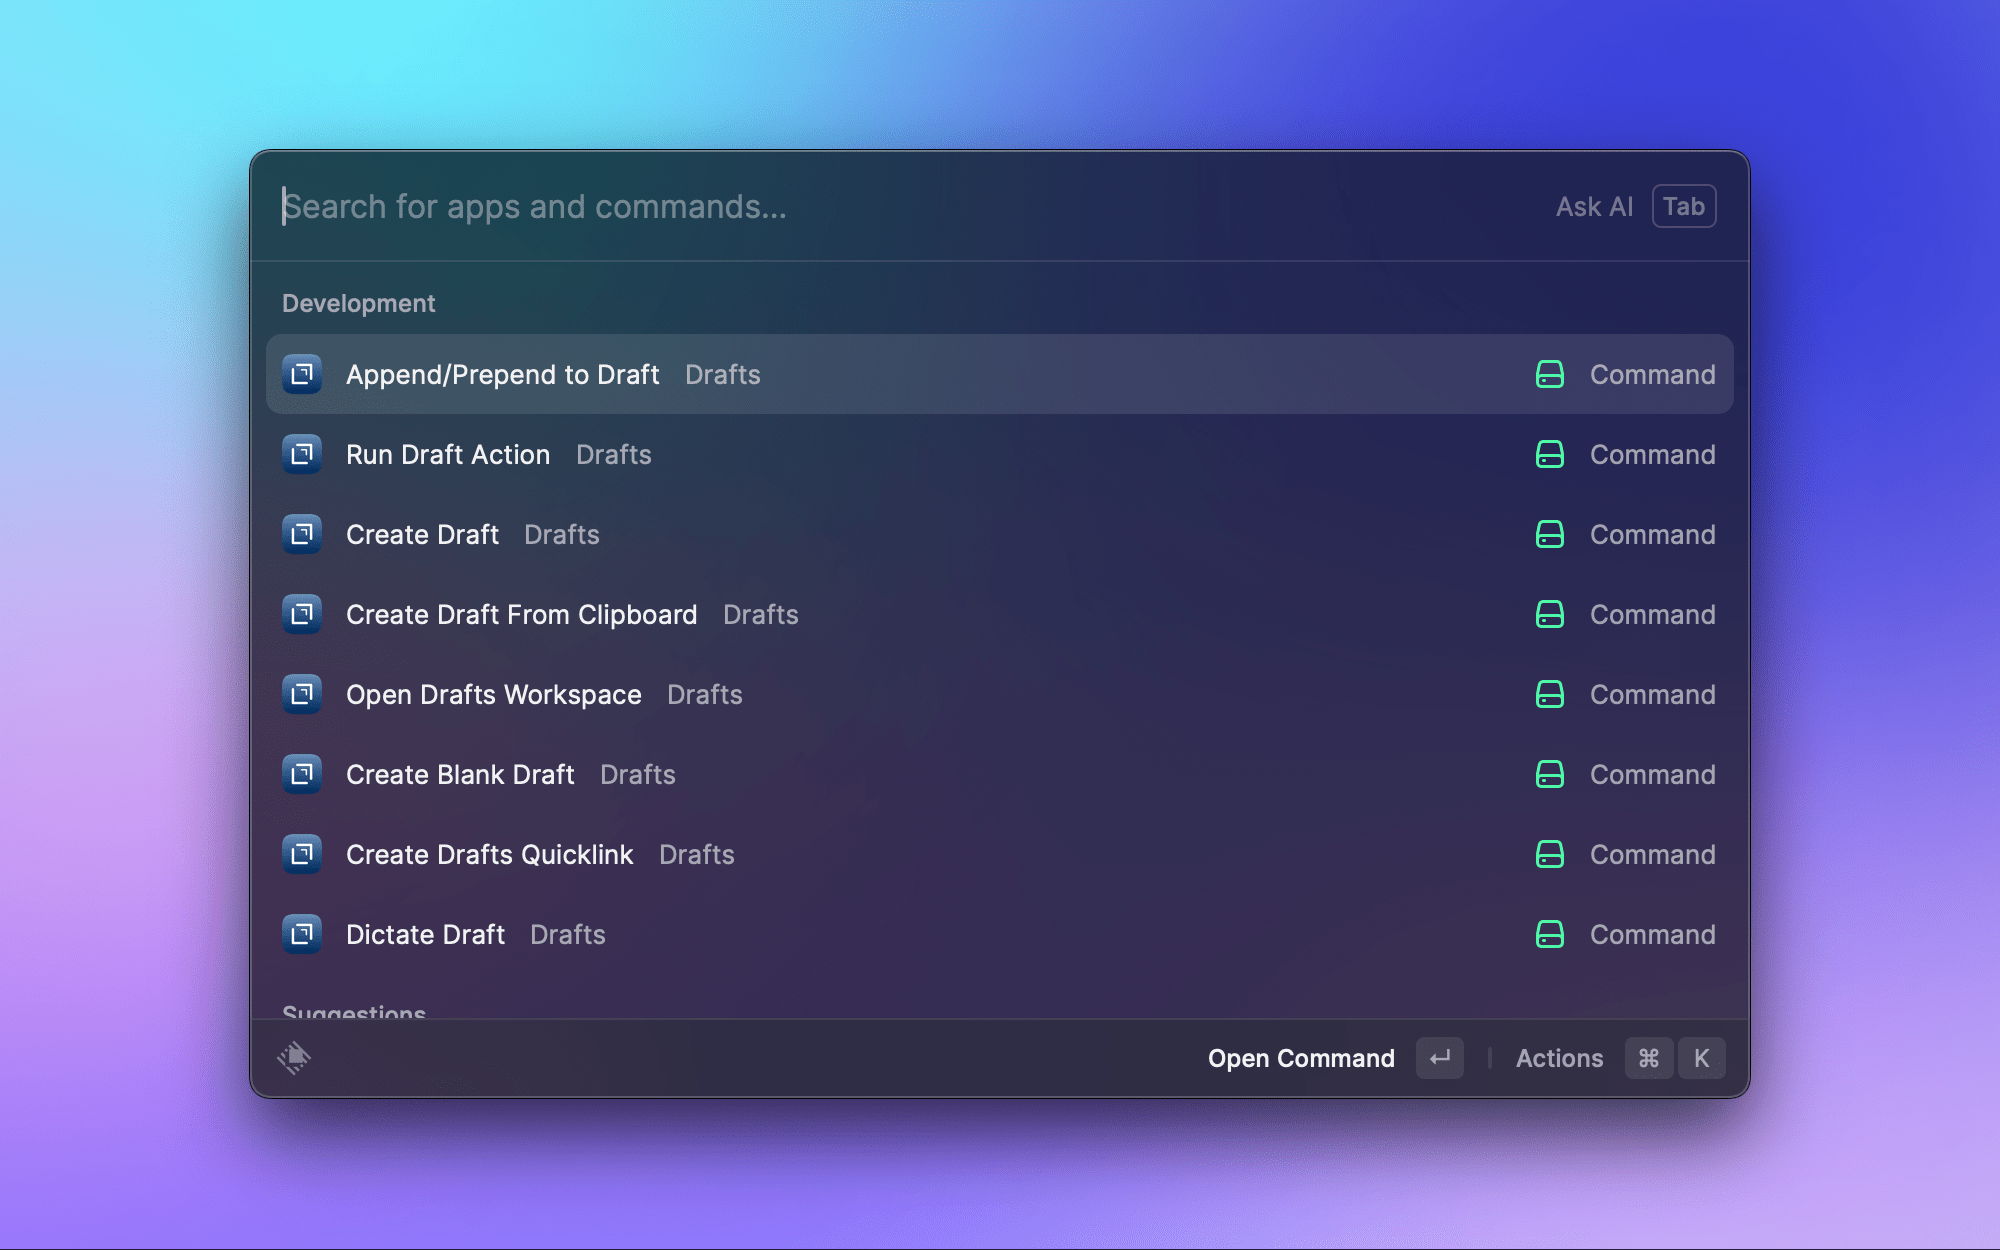 Search for apps and commands... Ask AI Tab
Development
Append/Prepend to Draft Drafts Command
Run Draft Action Drafts Command
Create Draft Drafts Command
Create Draft From Clipboard Drafts Command
Open Drafts Workspace Drafts Command
Create Blank Draft Drafts Command
Create Drafts Quicklink Drafts Command
Dictate Draft Drafts Command
Suggestions
Open Command ↵ Actions ⌘ K